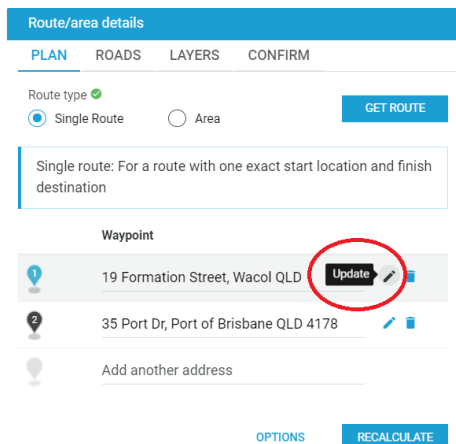 Route/area details
PLAN ROADS LAYERS CONFIRM
Route type
Single Route Area
GET ROUTE
Single route: For a route with one exact start location and finish
destination
Waypoint
1 19 Formation Street, Wacol QLD Update
2 35 Port Dr, Port of Brisbane QLD 4178
Add another address
OPTIONS RECALCULATE